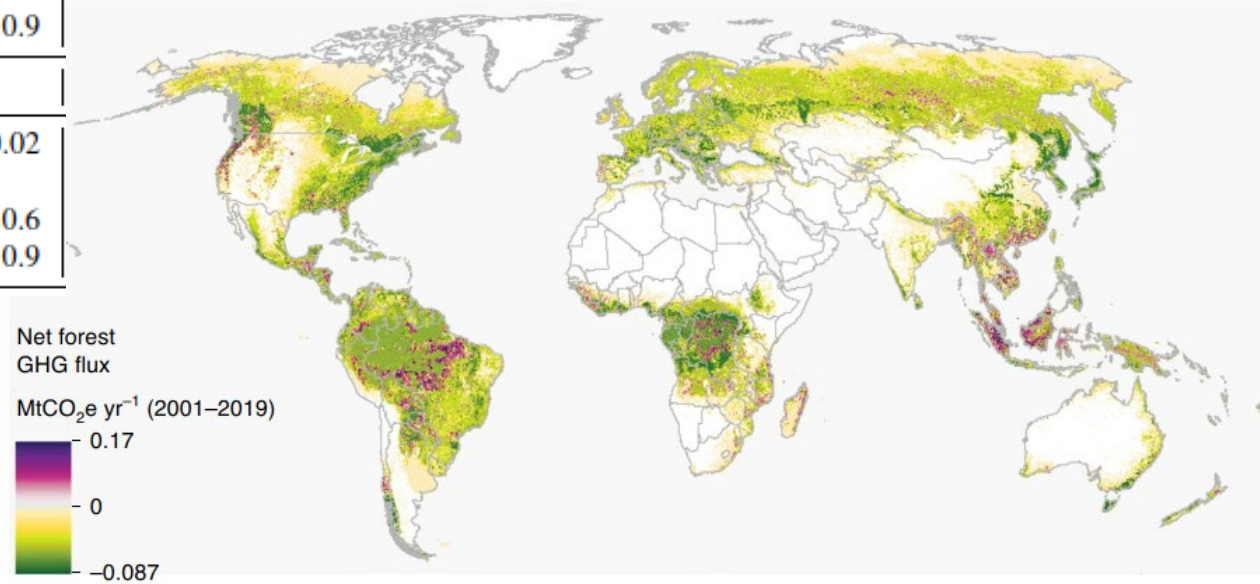 0.9
.02
0.6
0.9
Net forest
GHG flux
MtCO₂e yr⁻¹ (2001–2019)
0.17
0
–0.087